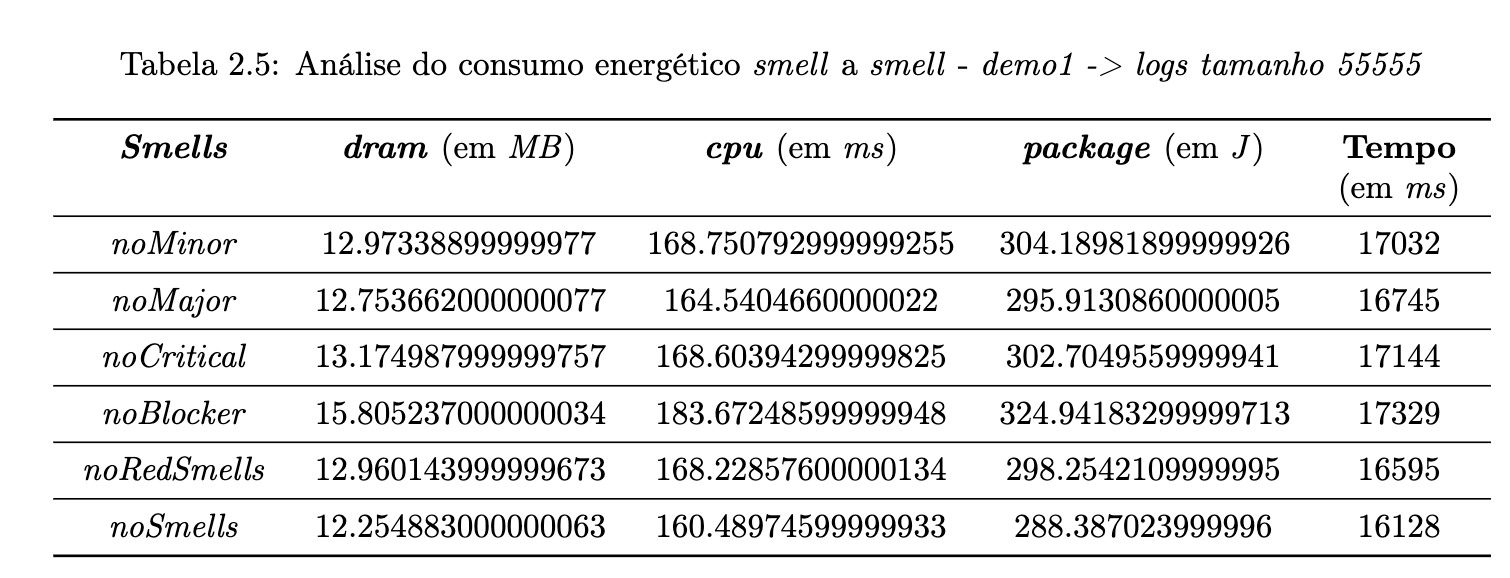 Tabela 2.5: Análise do consumo energético smell a smell - demo1 -> logs tamanho 55555
Smells dram (em MB) cpu (em ms) package (em J) Tempo
(em ms)
noMinor 12.97338899999977 168.750792999999255 304.18981899999926 17032
noMajor 12.753662000000077 164.5404660000022 295.9130860000005 16745
noCritical 13.174987999999757 168.60394299999825 302.7049559999941 17144
noBlocker 15.805237000000034 183.67248599999948 324.94183299999713 17329
noRedSmells 12.960143999999673 168.22857600000134 298.2542109999995 16595
noSmells 12.254883000000063 160.48974599999933 288.387023999996 16128